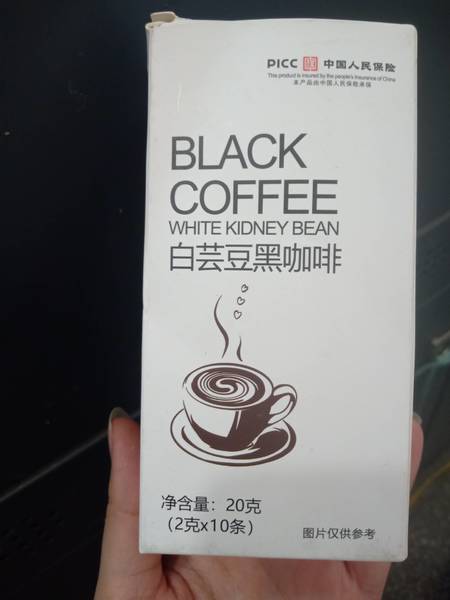 PICC 中国人民保险
This product is insured by the people's Insurance of China
本产品由中国人民保险承保
BLACK
COFFEE
WHITE KIDNEY BEAN
白芸豆黑咖啡
净含量：20克
（2克x10条）
图片仅供参考